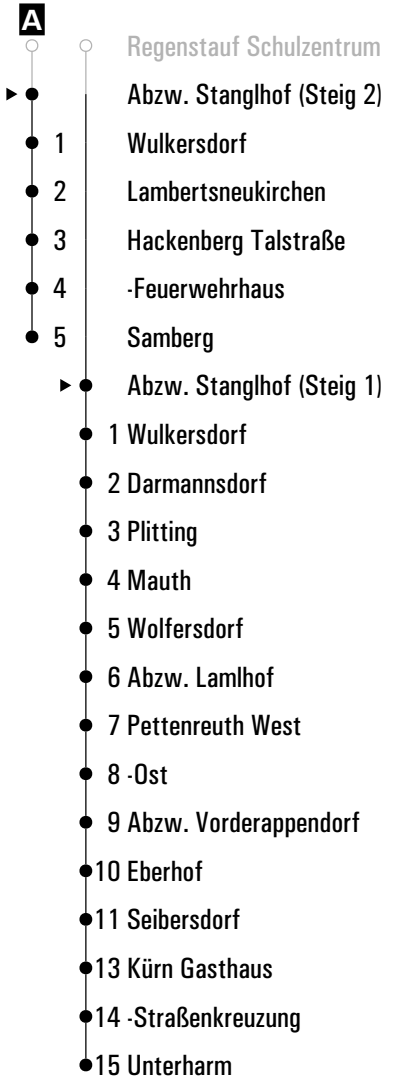 A
Regenstauf Schulzentrum
Abzw. Stanglhof (Steig 2)
1 Wulkersdorf
2 Lambertsneukirchen
3 Hackenberg Talstraße
4 -Feuerwehrhaus
5 Samberg
Abzw. Stanglhof (Steig 1)
1 Wulkersdorf
2 Darmannsdorf
3 Plitting
4 Mauth
5 Wolfersdorf
6 Abzw. Lamlhof
7 Pettenreuth West
8 -Ost
9 Abzw. Vorderappendorf
10 Eberhof
11 Seibersdorf
13 Kürn Gasthaus
14 -Straßenkreuzung
15 Unterharm